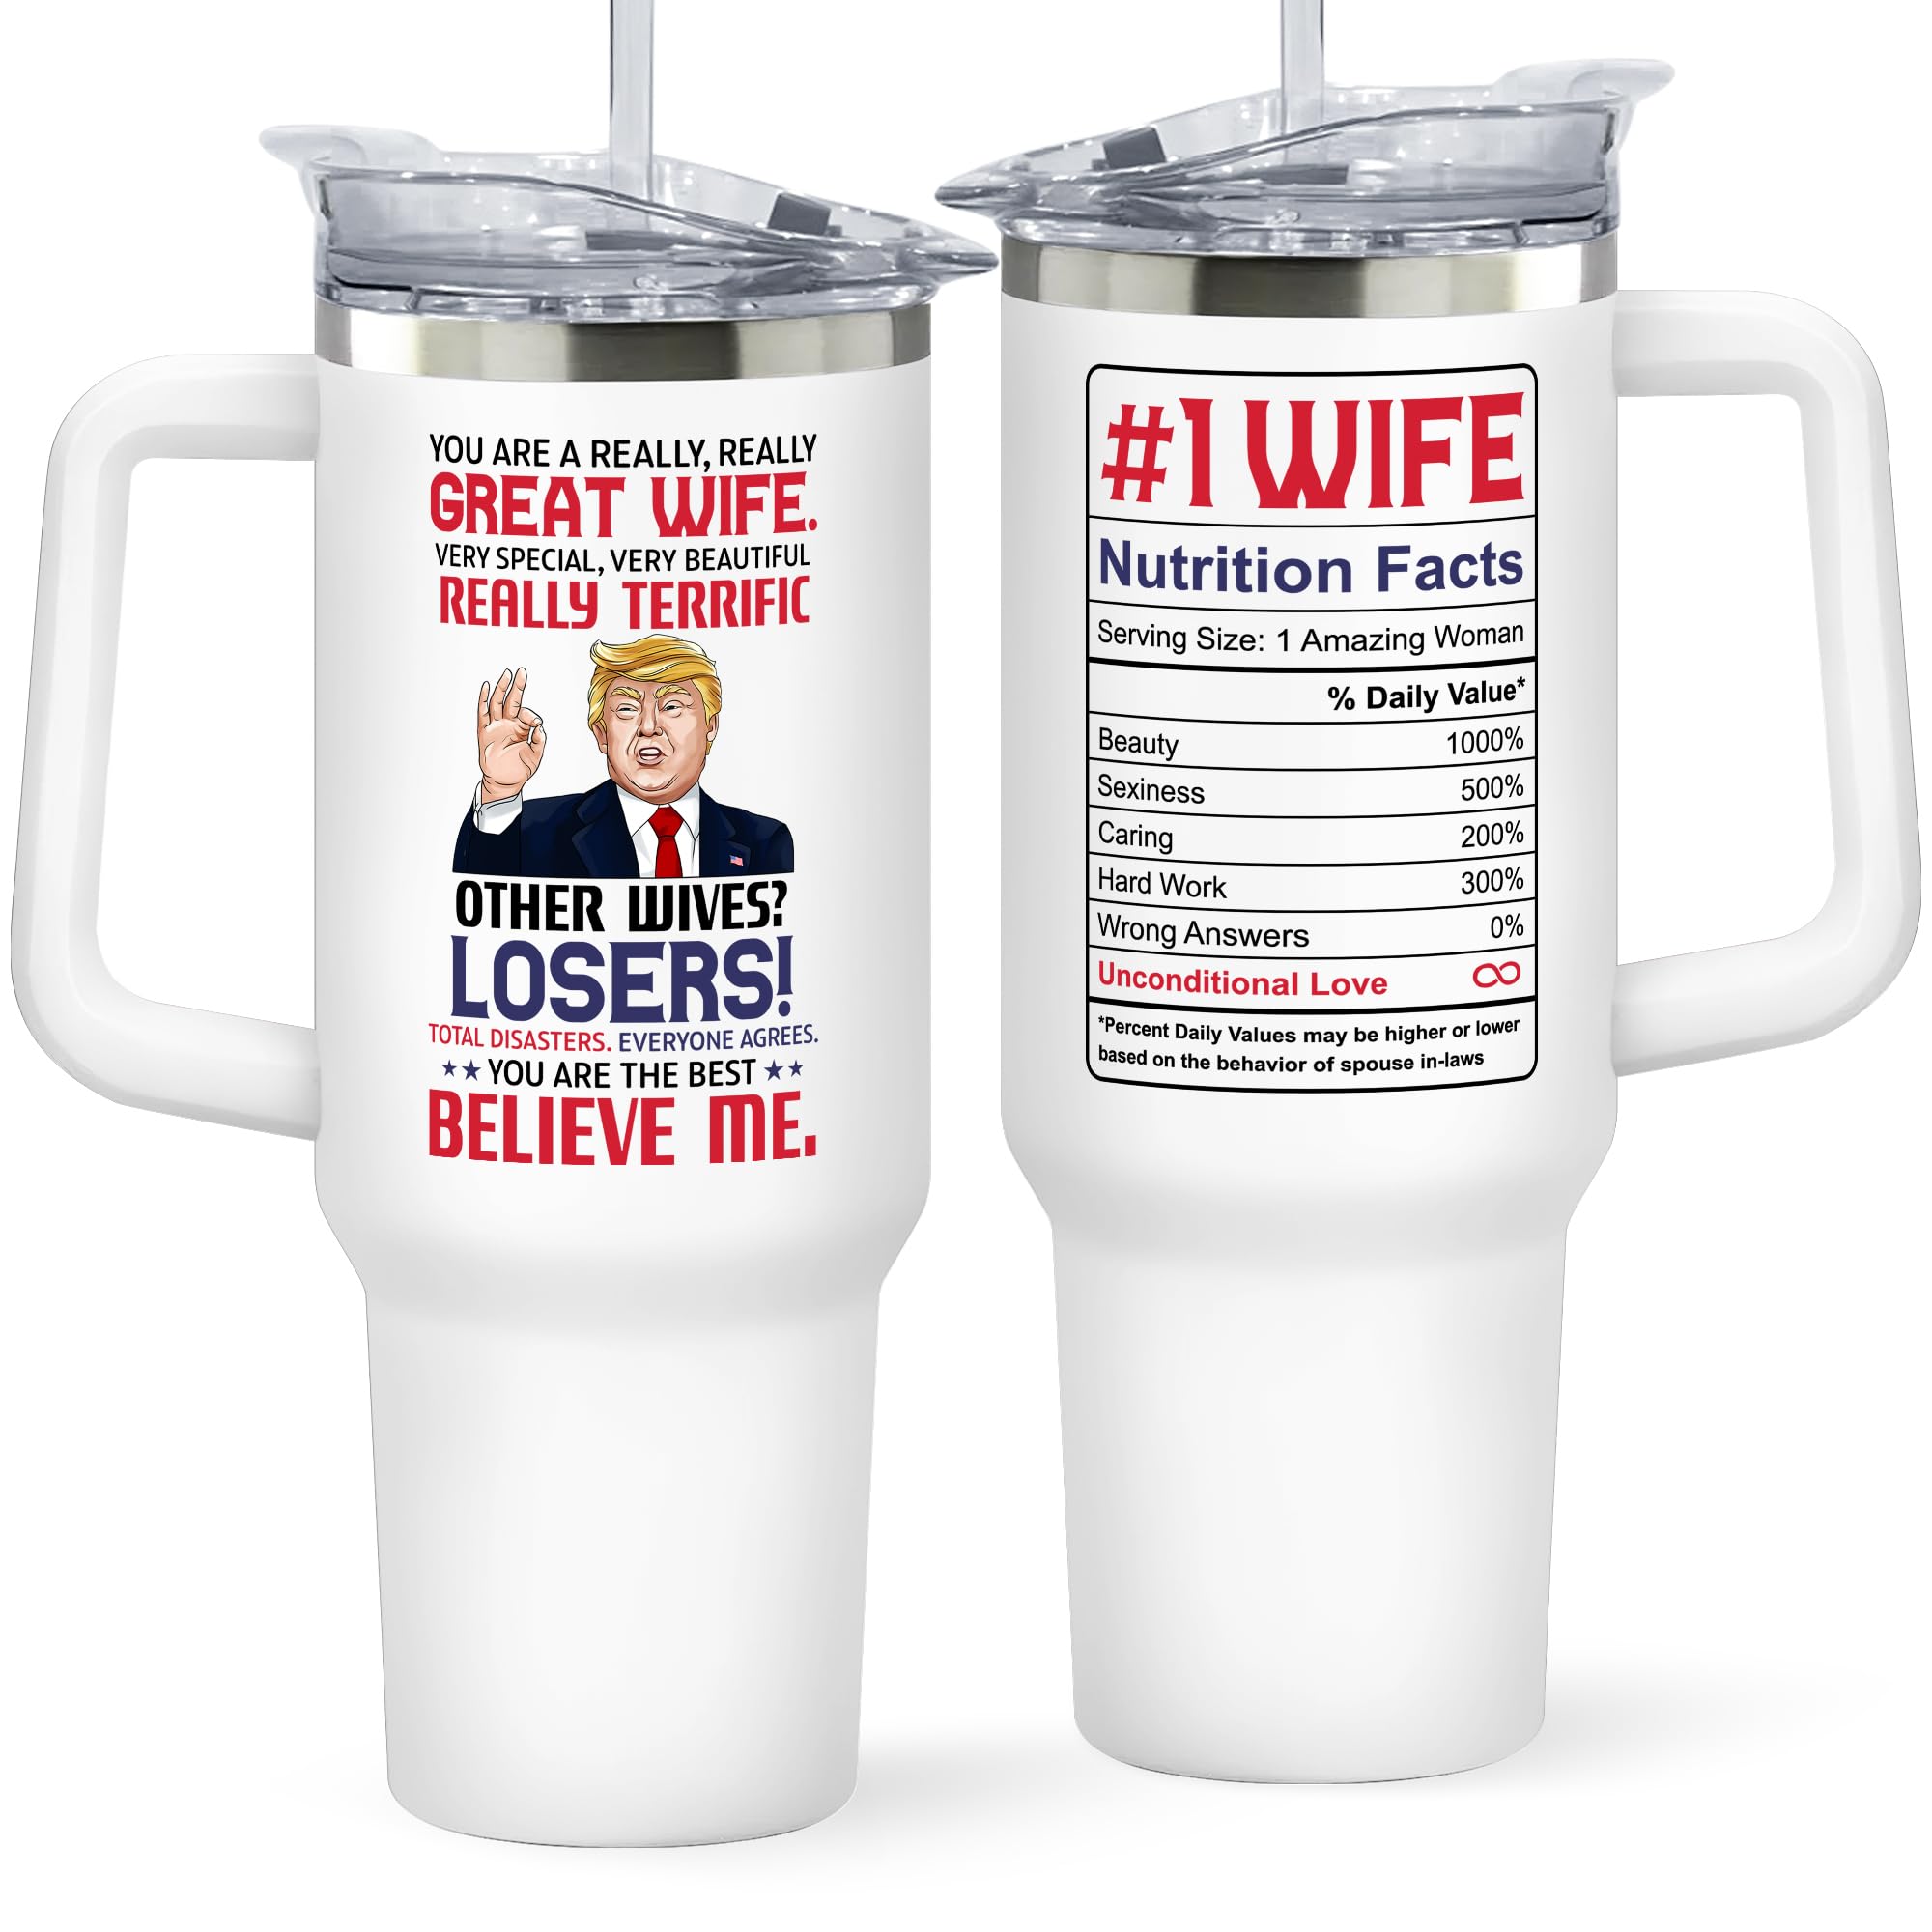 YOU ARE A REALLY, REALLY
GREAT WIFE.
VERY SPECIAL, VERY BEAUTIFUL
REALLY TERRIFIC
OTHER WIVES?
LOSERS!
TOTAL DISASTERS. EVERYONE AGREES.
★★ YOU ARE THE BEST ★★
BELIEVE ME.
#1 WIFE
Nutrition Facts
Serving Size: 1 Amazing Woman
% Daily Value*
Beauty 1000%
Sexiness 500%
Caring 200%
Hard Work 300%
Wrong Answers 0%
Unconditional Love ∞
*Percent Daily Values may be higher or lower
based on the behavior of spouse in-laws